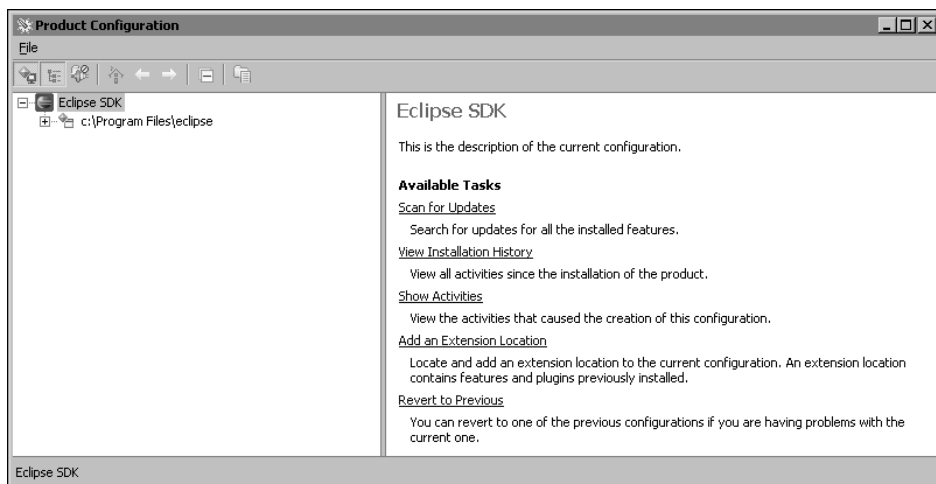 Product Configuration
File
Eclipse SDK
c:\Program Files\eclipse
Eclipse SDK
This is the description of the current configuration.
Available Tasks
Scan for Updates
Search for updates for all the installed features.
View Installation History
View all activities since the installation of the product.
Show Activities
View the activities that caused the creation of this configuration.
Add an Extension Location
Locate and add an extension location to the current configuration. An extension location
contains features and plugins previously installed.
Revert to Previous
You can revert to one of the previous configurations if you are having problems with the
current one.
Eclipse SDK